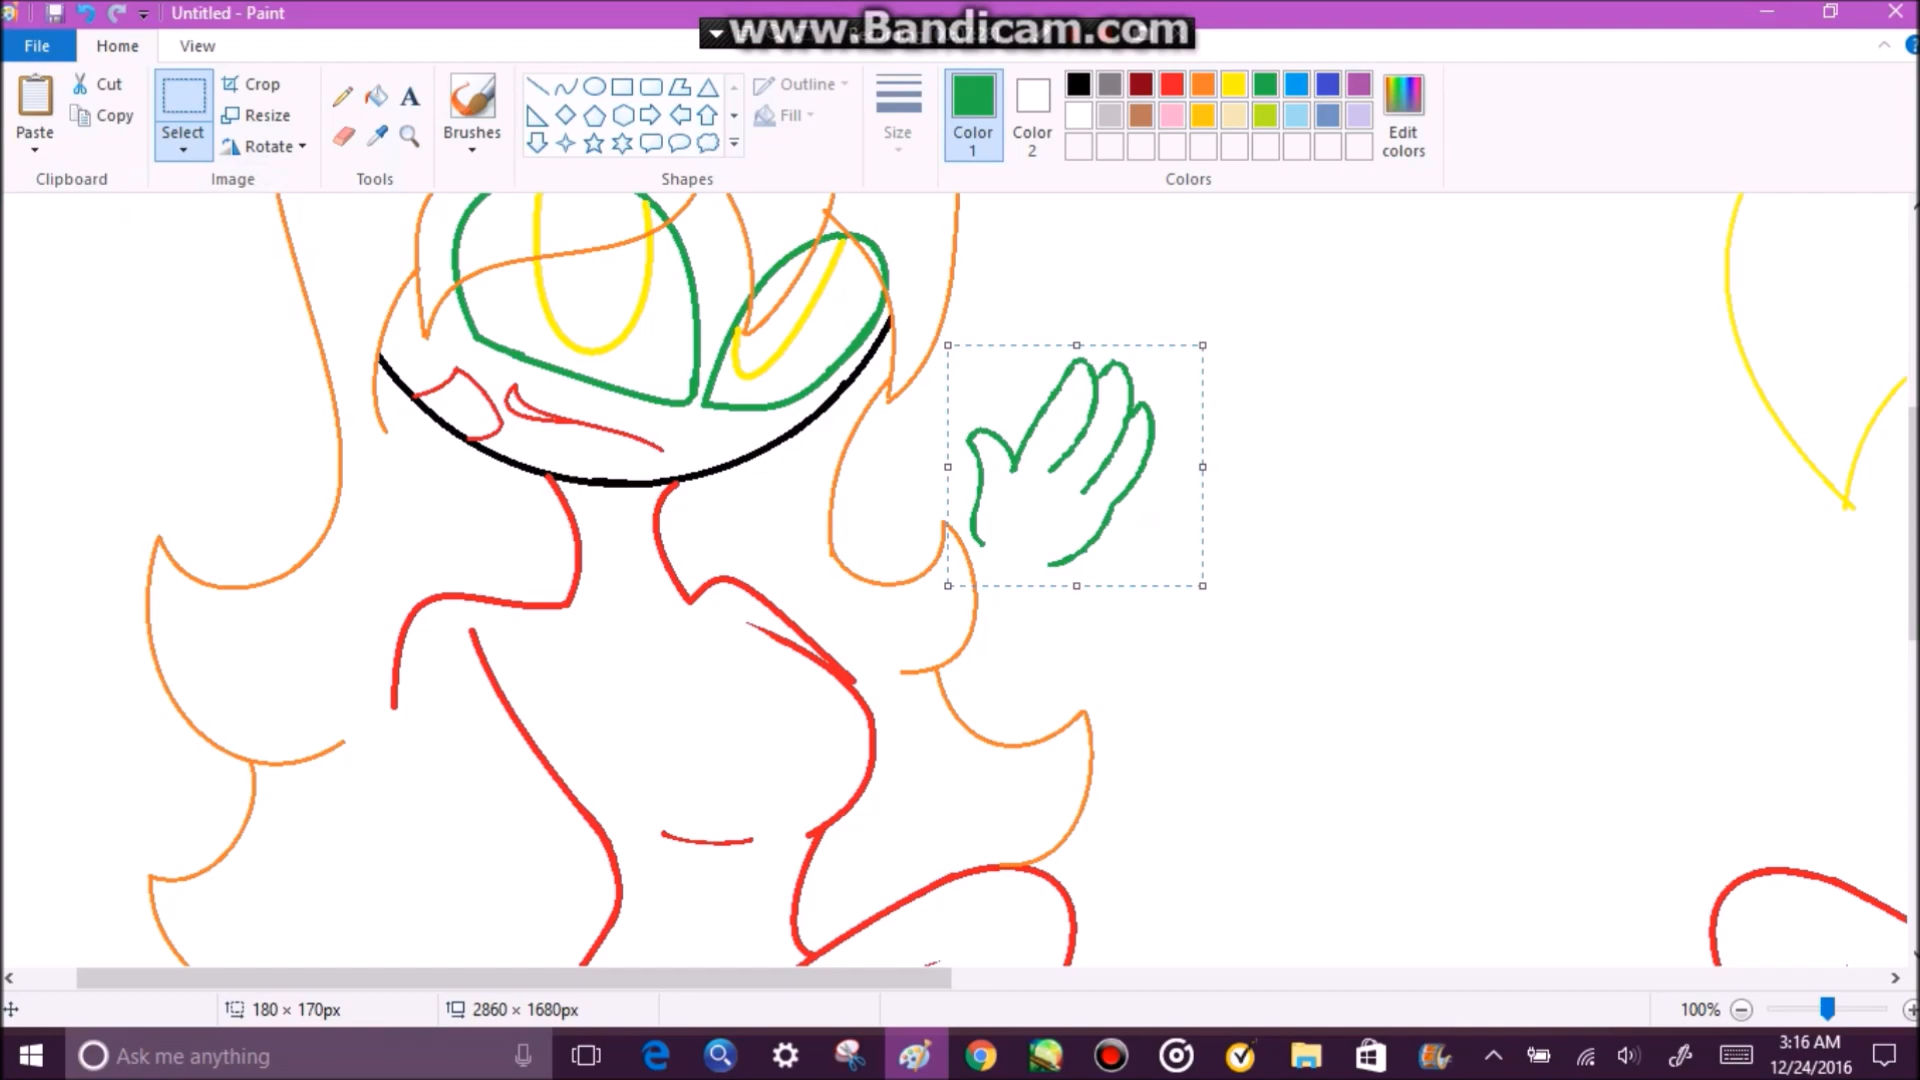 Untitled - Paint
www.Bandicam.com
File
Home
View
Cut
Copy
Paste
Clipboard
Crop
Resize
Rotate
Select
Image
Tools
Brushes
Outline
Fill
Shapes
Size
Color
1
Color
2
Edit
colors
Colors
180 × 170px
2860 × 1680px
100%
Ask me anything
3:16 AM
12/24/2016